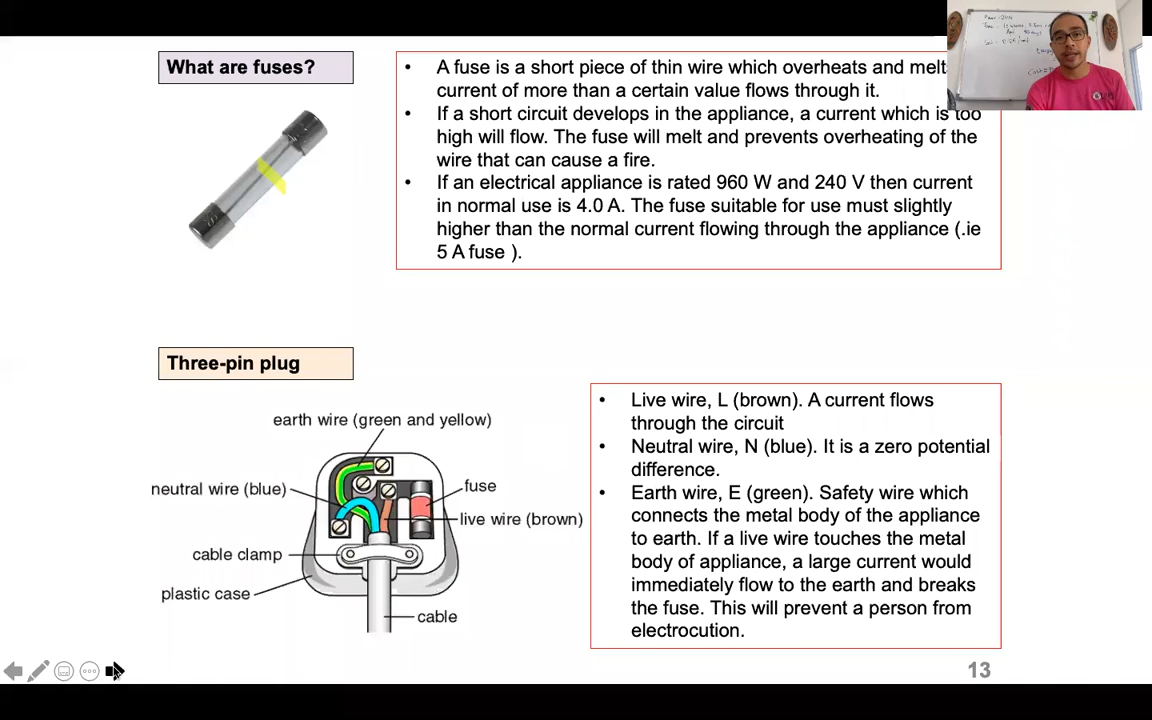 What are fuses?
• A fuse is a short piece of thin wire which overheats and melt
current of more than a certain value flows through it.
• If a short circuit develops in the appliance, a current which is too
high will flow. The fuse will melt and prevents overheating of the
wire that can cause a fire.
• If an electrical appliance is rated 960 W and 240 V then current
in normal use is 4.0 A. The fuse suitable for use must slightly
higher than the normal current flowing through the appliance (.ie
5 A fuse ).
Three-pin plug
earth wire (green and yellow)
neutral wire (blue)
fuse
live wire (brown)
cable clamp
plastic case
cable
• Live wire, L (brown). A current flows
through the circuit
• Neutral wire, N (blue). It is a zero potential
difference.
• Earth wire, E (green). Safety wire which
connects the metal body of the appliance
to earth. If a live wire touches the metal
body of appliance, a large current would
immediately flow to the earth and breaks
the fuse. This will prevent a person from
electrocution.
13